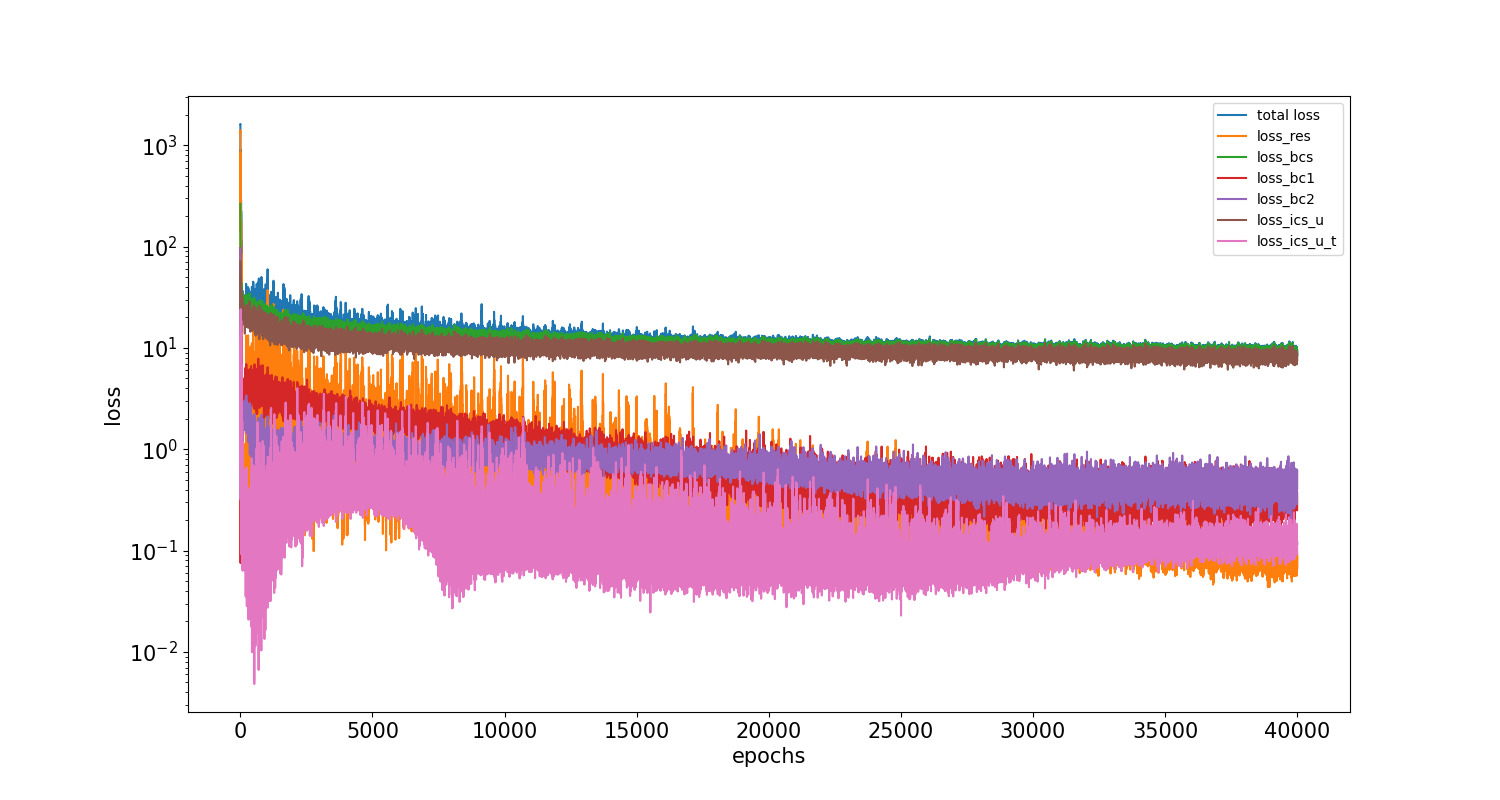 total loss
loss_res
loss_bcs
loss_bc1
loss_bc2
loss_ics_u
loss_ics_u_t
10³
10²
10¹
10⁰
10⁻¹
10⁻²
loss
0 5000 10000 15000 20000 25000 30000 35000 40000
epochs